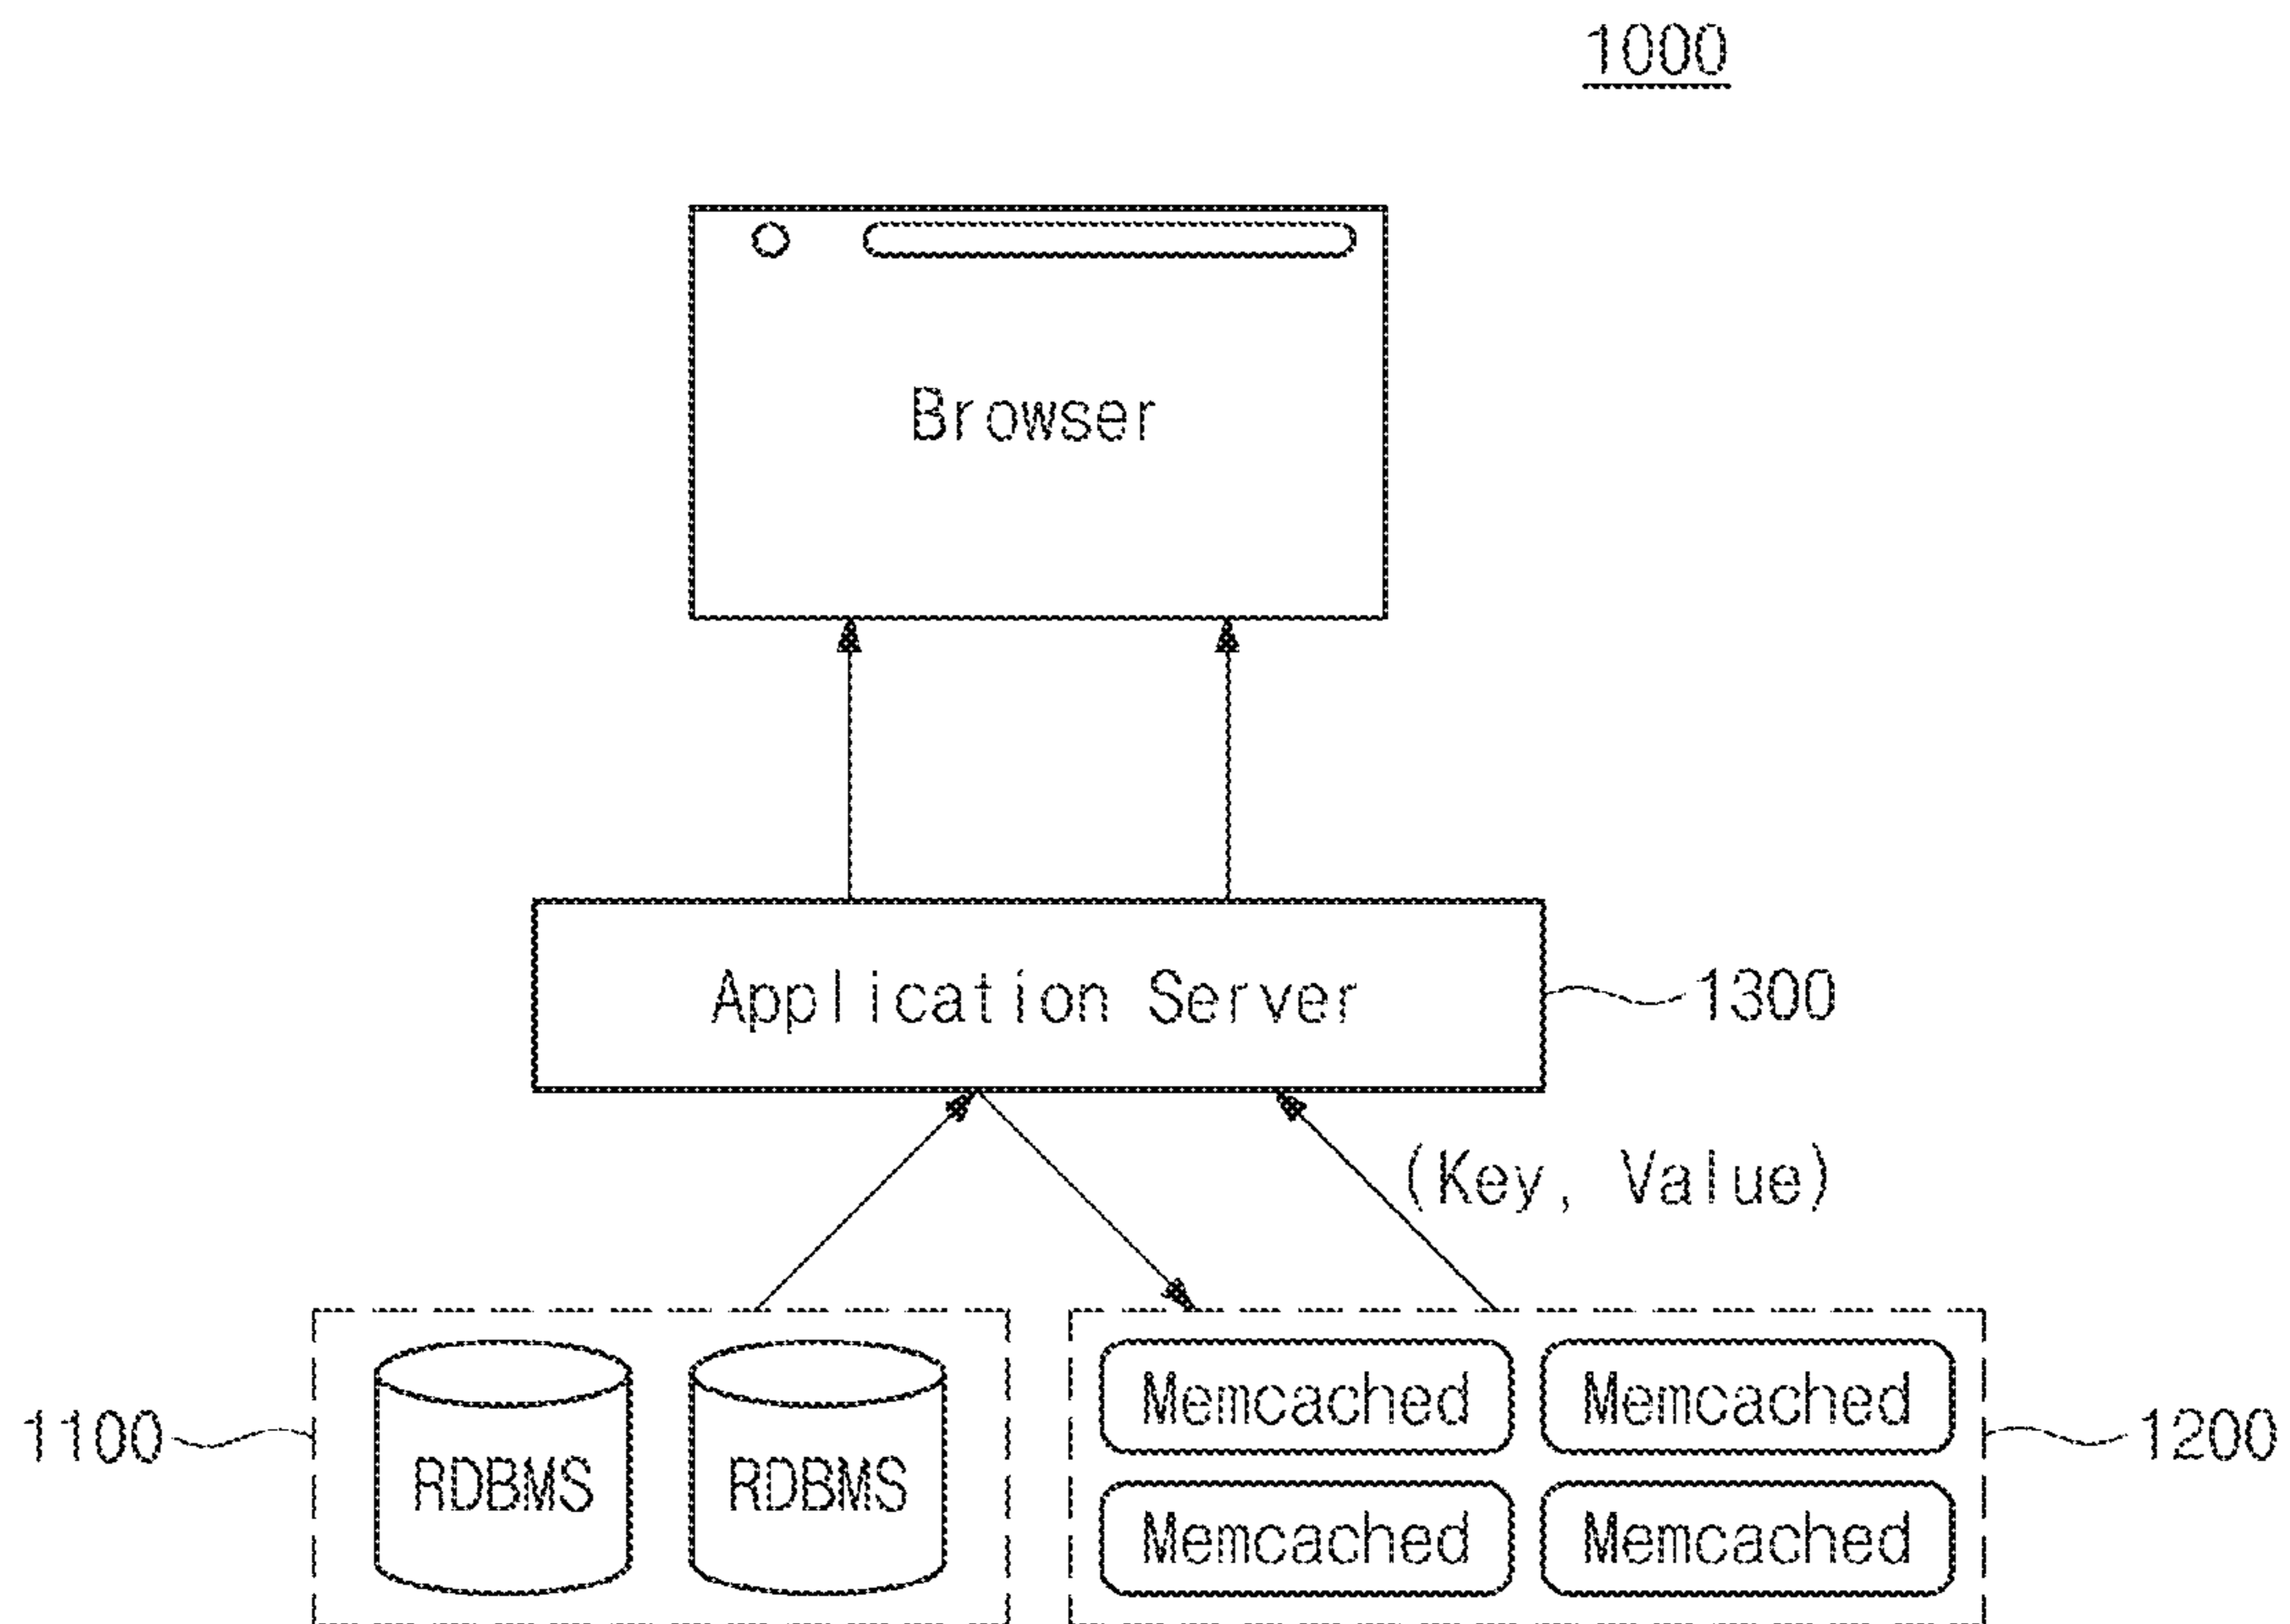 1000
Browser
Application Server
1300
(Key, Value)
1100
RDBMS
RDBMS
Memcached
Memcached
Memcached
Memcached
1200